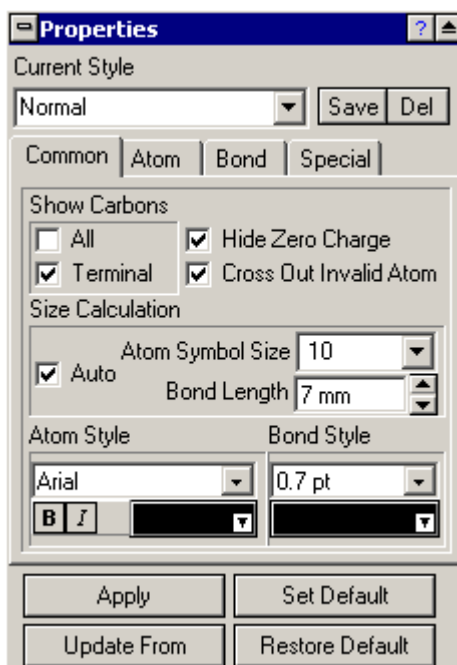 Properties ?
Current Style
Normal Save Del
Common Atom Bond Special
Show Carbons
All Hide Zero Charge
Terminal Cross Out Invalid Atom
Size Calculation
Atom Symbol Size 10
Auto
Bond Length 7 mm
Atom Style Bond Style
Arial 0.7 pt
B I
Apply Set Default
Update From Restore Default